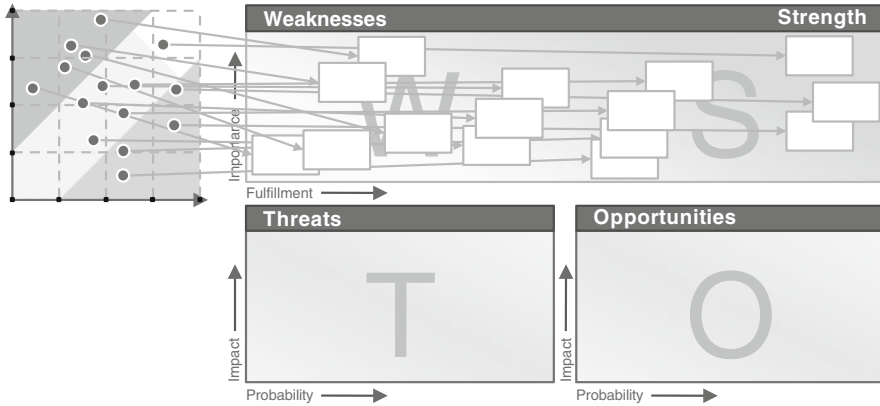 Weaknesses
Strength
W
S
Importance
Fulfillment
Threats
Opportunities
T
O
Impact
Impact
Probability
Probability